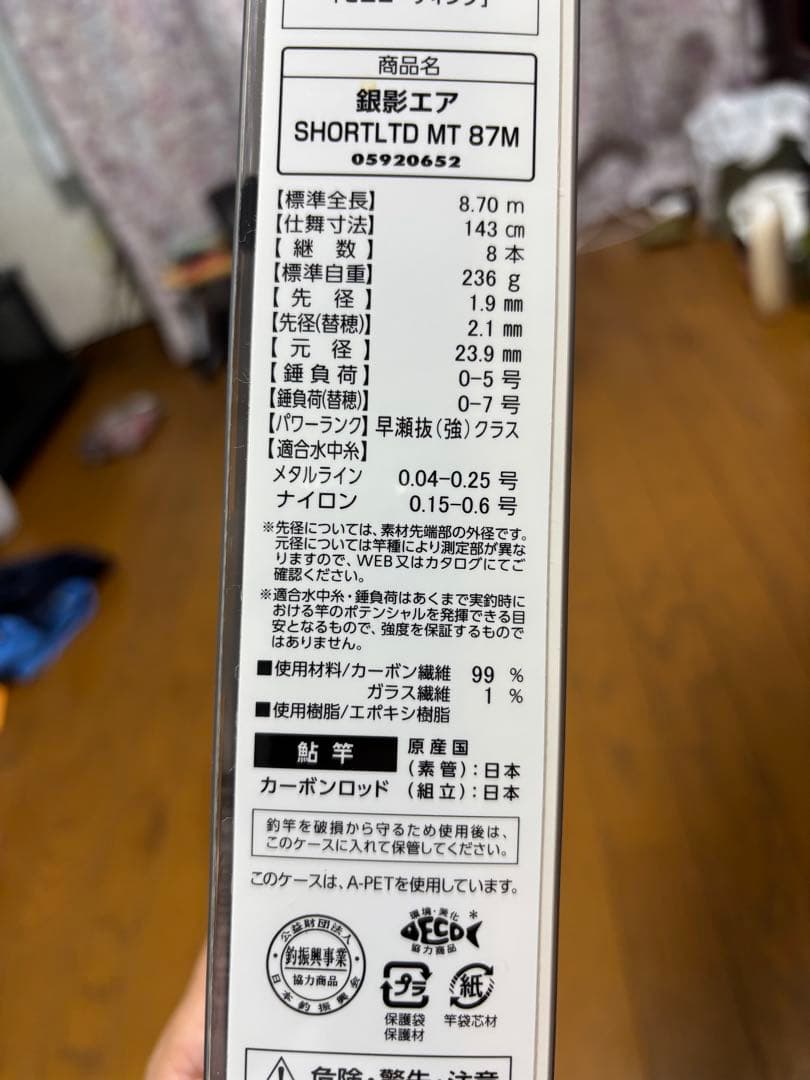 商品名
銀影エア
SHORTLTD MT 87M
05920652
【標準全長】 8.70 m
【仕舞寸法】 143 cm
【継数】 8 本
【標準自重】 236 g
【先径】 1.9 mm
【先径(替穂)】 2.1 mm
【元径】 23.9 mm
【錘負荷】 0-5 号
【錘負荷(替穂)】 0-7 号
【パワーランク】早瀬抜(強)クラス
【適合水中糸】
メタルライン 0.04-0.25 号
ナイロン 0.15-0.6 号
※先径については、素材先端部の外径です。
元径については竿種により測定部が異な
りますので、WEB又はカタログにてご
確認ください。
※適合水中糸・錘負荷はあくまで実釣時に
おける竿のポテンシャルを発揮できる目
安となるもので、強度を保証するもので
はありません。
■使用材料/カーボン繊維 99 %
ガラス繊維 1 %
■使用樹脂/エポキシ樹脂
鮎竿 原産国
(素管):日本
カーボンロッド (組立):日本
釣竿を破損から守るため使用後は、
このケースに入れて保管してください。
このケースは、A-PETを使用しています。
公益財団法人
釣振興事業
協力商品
日本釣振興会
環境・美化
ECO
協力商品
プラ
紙
保護袋
保護材
竿袋芯材
危険・警告・注意